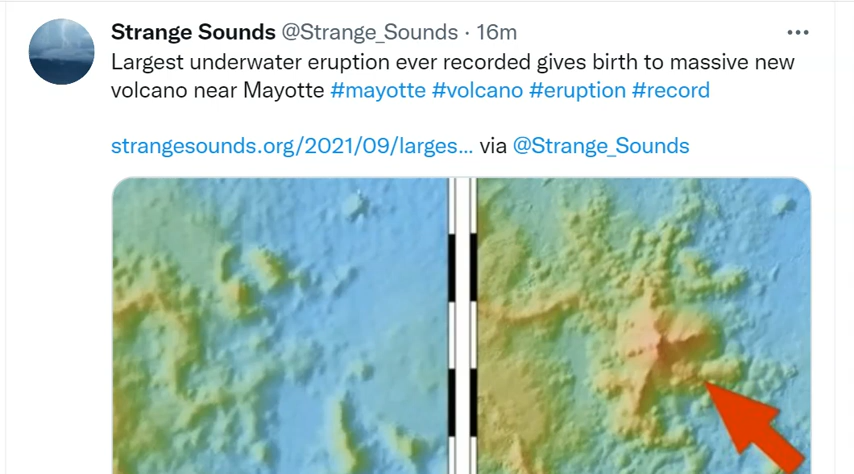 Strange Sounds @Strange_Sounds · 16m
Largest underwater eruption ever recorded gives birth to massive new
volcano near Mayotte #mayotte #volcano #eruption #record
strangesounds.org/2021/09/larges... via @Strange_Sounds